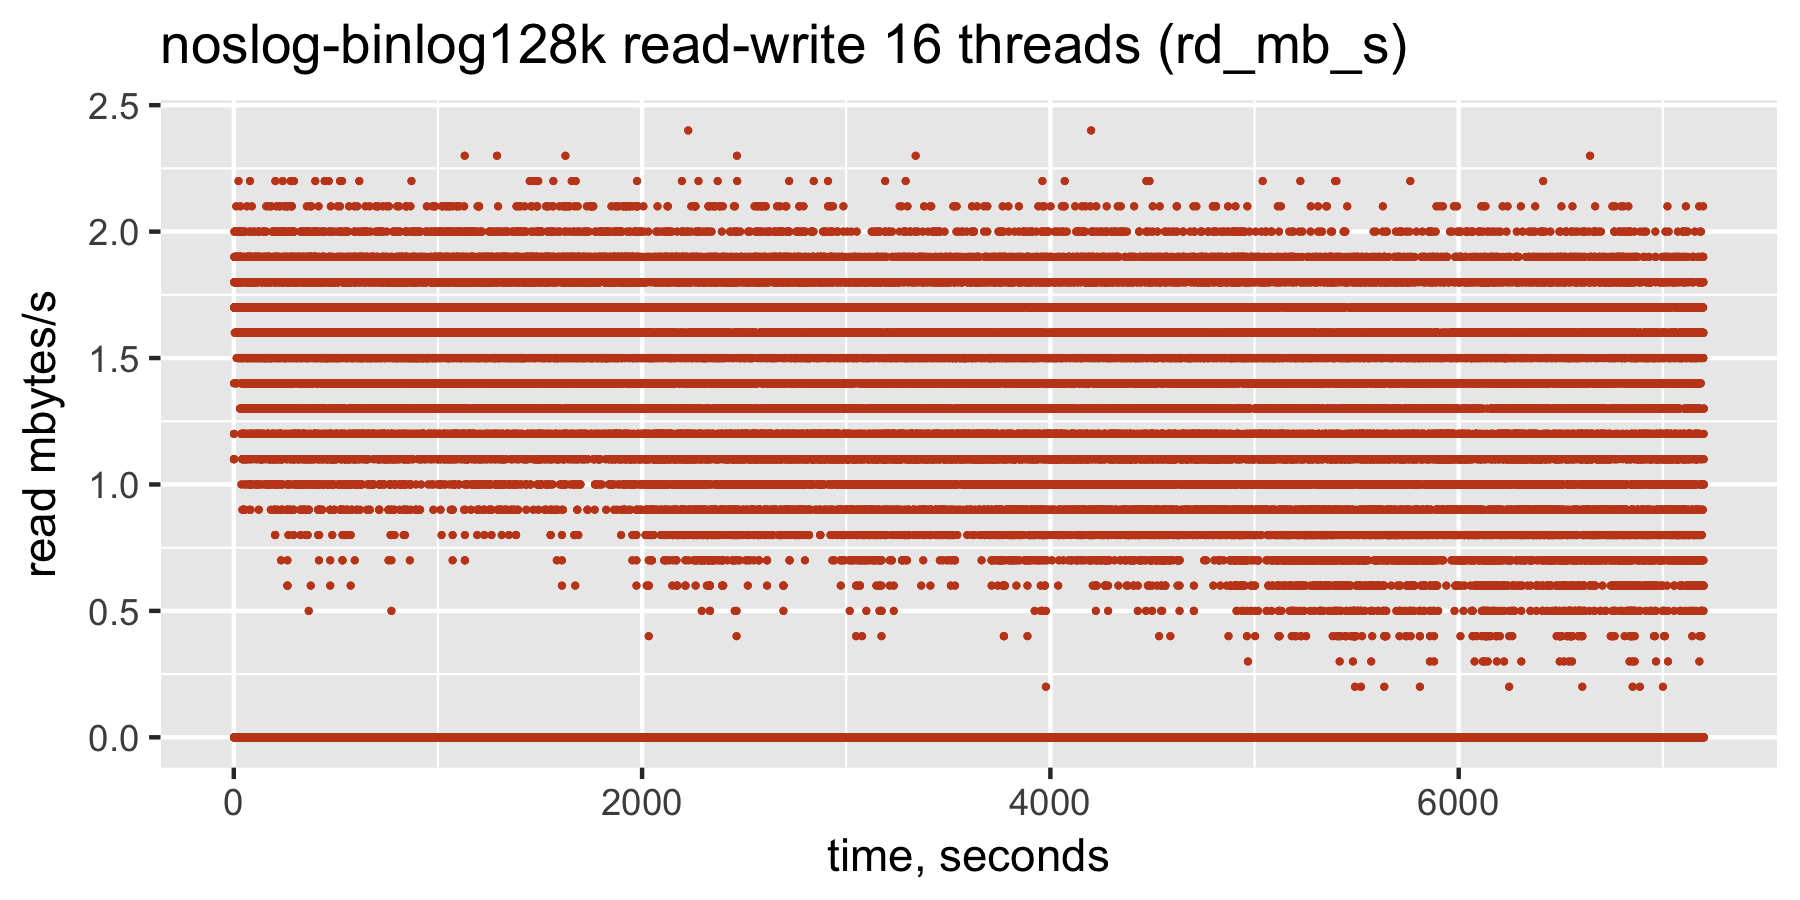 noslog-binlog128k read-write 16 threads (rd_mb_s)
2.5
2.0
1.5
1.0
0.5
0.0
read mbytes/s
0 2000 4000 6000
time, seconds